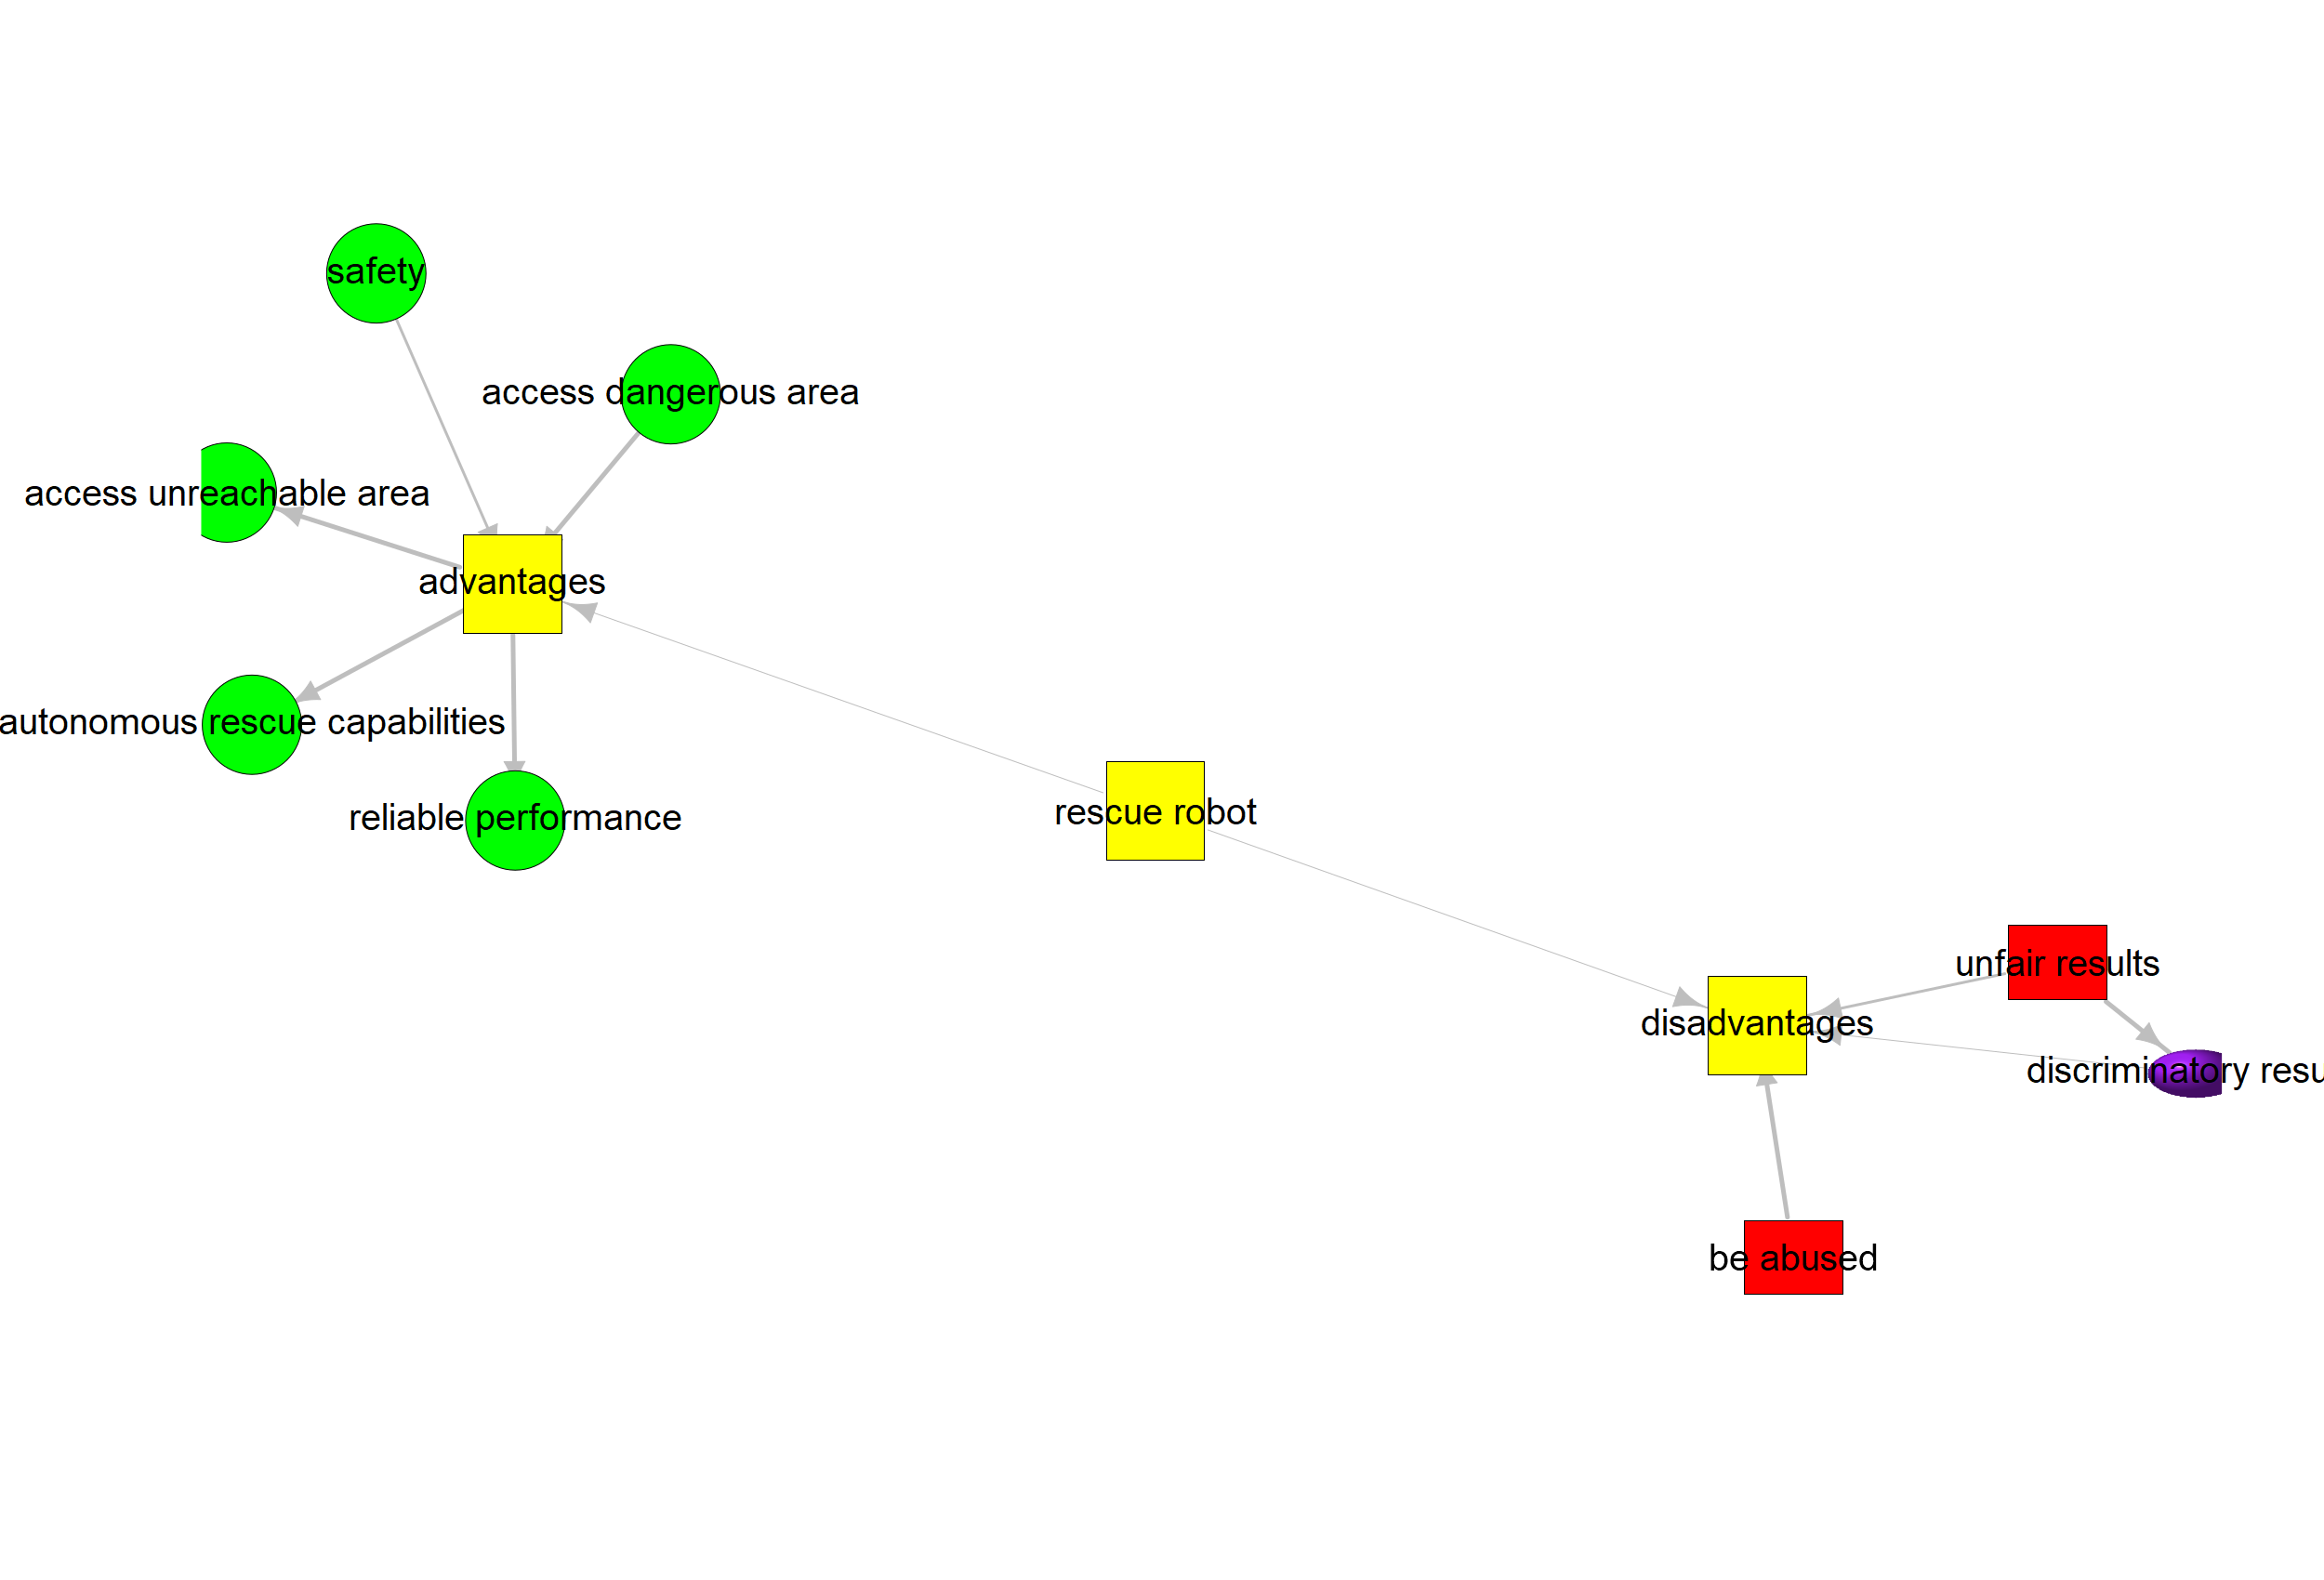 safety
access dangerous area
access unreachable area
advantages
autonomous rescue capabilities
reliable performance
rescue robot
unfair results
disadvantages
discriminatory resu
be abused